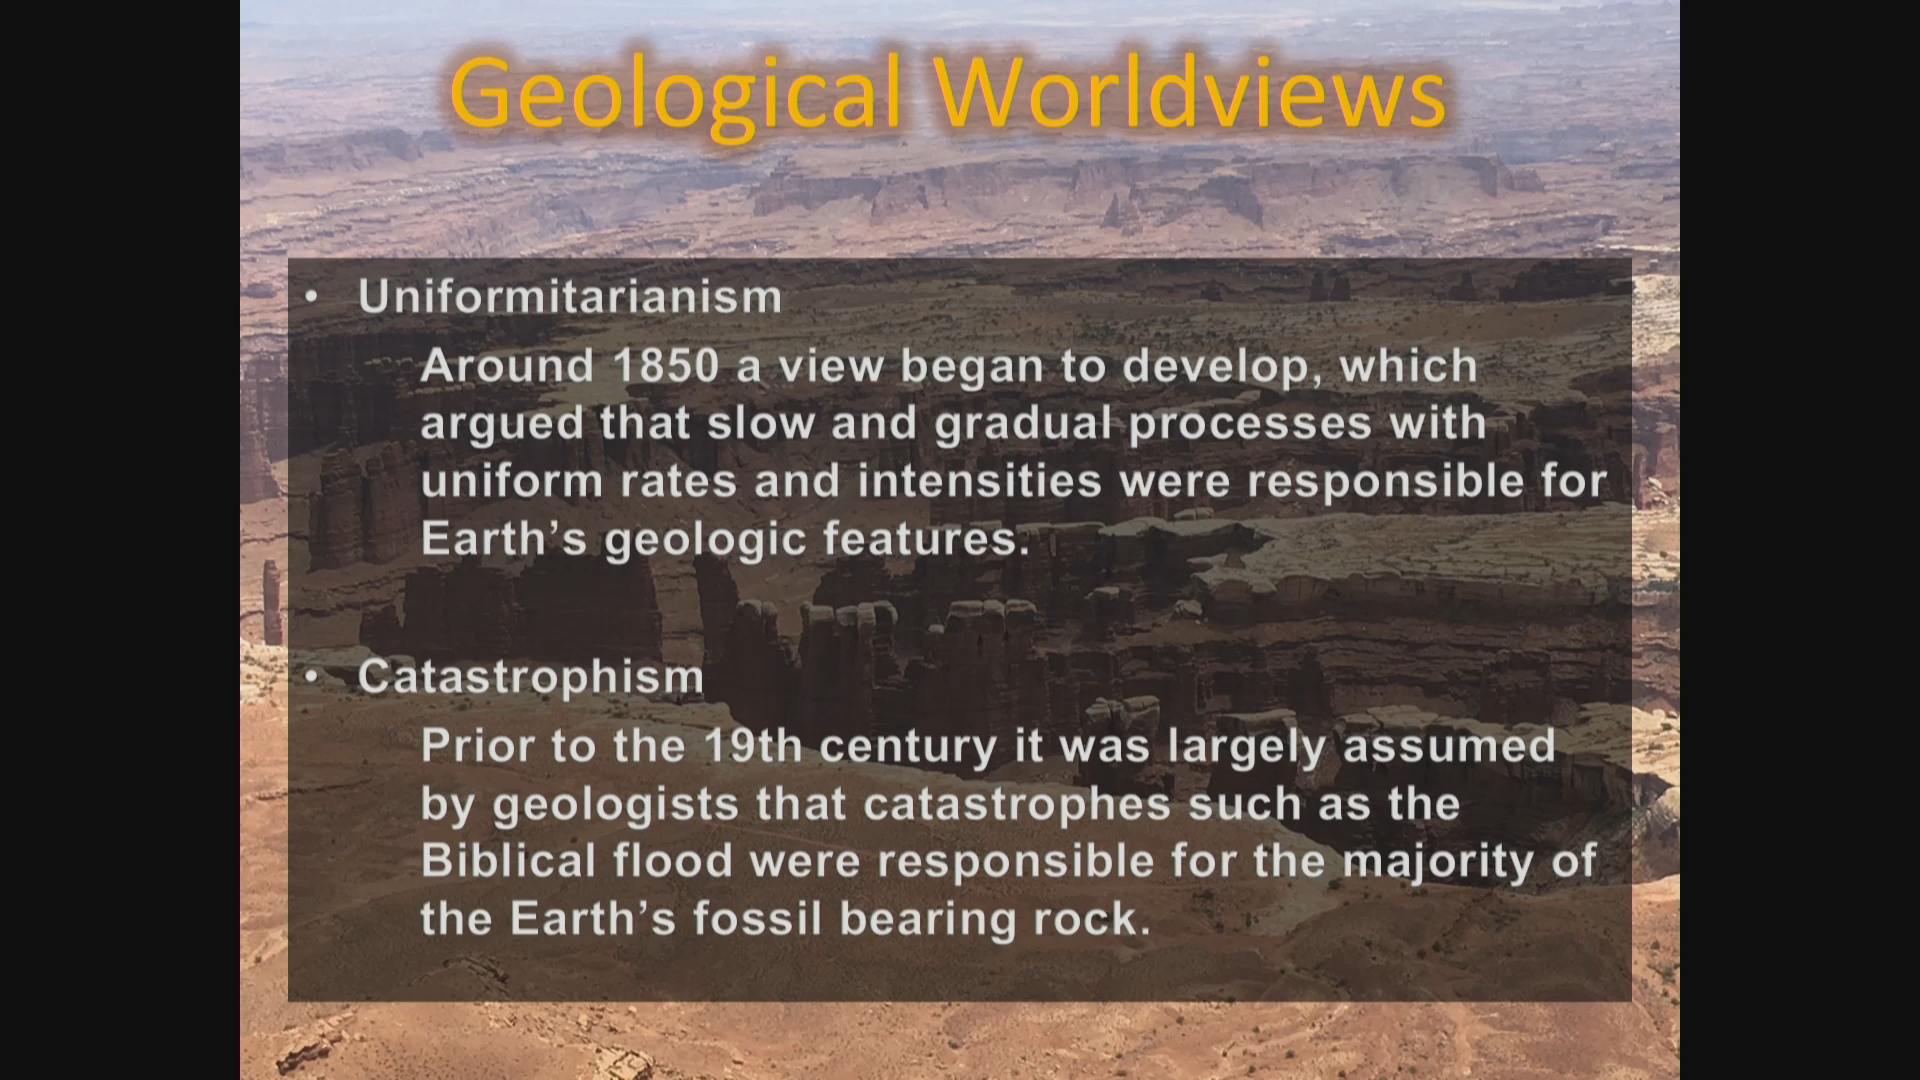 Geological Worldviews
• Uniformitarianism
Around 1850 a view began to develop, which
argued that slow and gradual processes with
uniform rates and intensities were responsible for
Earth’s geologic features.
• Catastrophism
Prior to the 19th century it was largely assumed
by geologists that catastrophes such as the
Biblical flood were responsible for the majority of
the Earth’s fossil bearing rock.